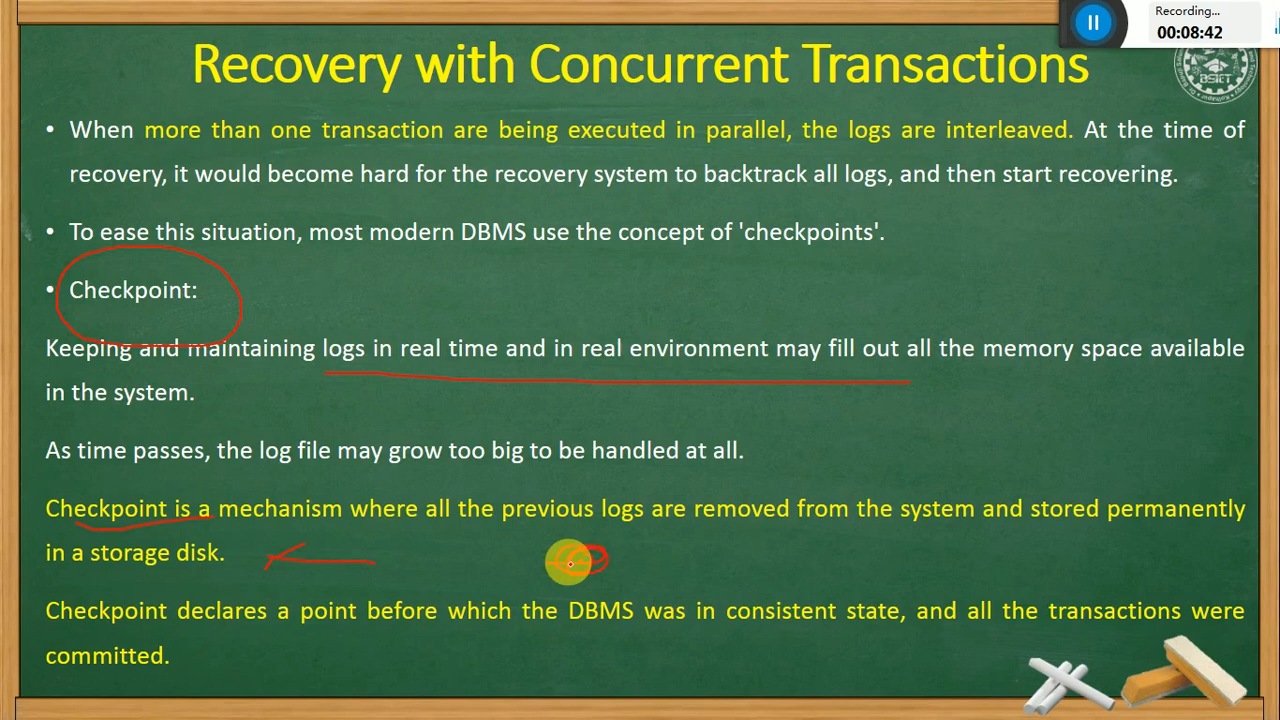 Recording...
00:08:42
Recovery with Concurrent Transactions
BSIET
• When more than one transaction are being executed in parallel, the logs are interleaved. At the time of
recovery, it would become hard for the recovery system to backtrack all logs, and then start recovering.
• To ease this situation, most modern DBMS use the concept of 'checkpoints'.
• Checkpoint:
Keeping and maintaining logs in real time and in real environment may fill out all the memory space available
in the system.
As time passes, the log file may grow too big to be handled at all.
Checkpoint is a mechanism where all the previous logs are removed from the system and stored permanently
in a storage disk.
Checkpoint declares a point before which the DBMS was in consistent state, and all the transactions were
committed.